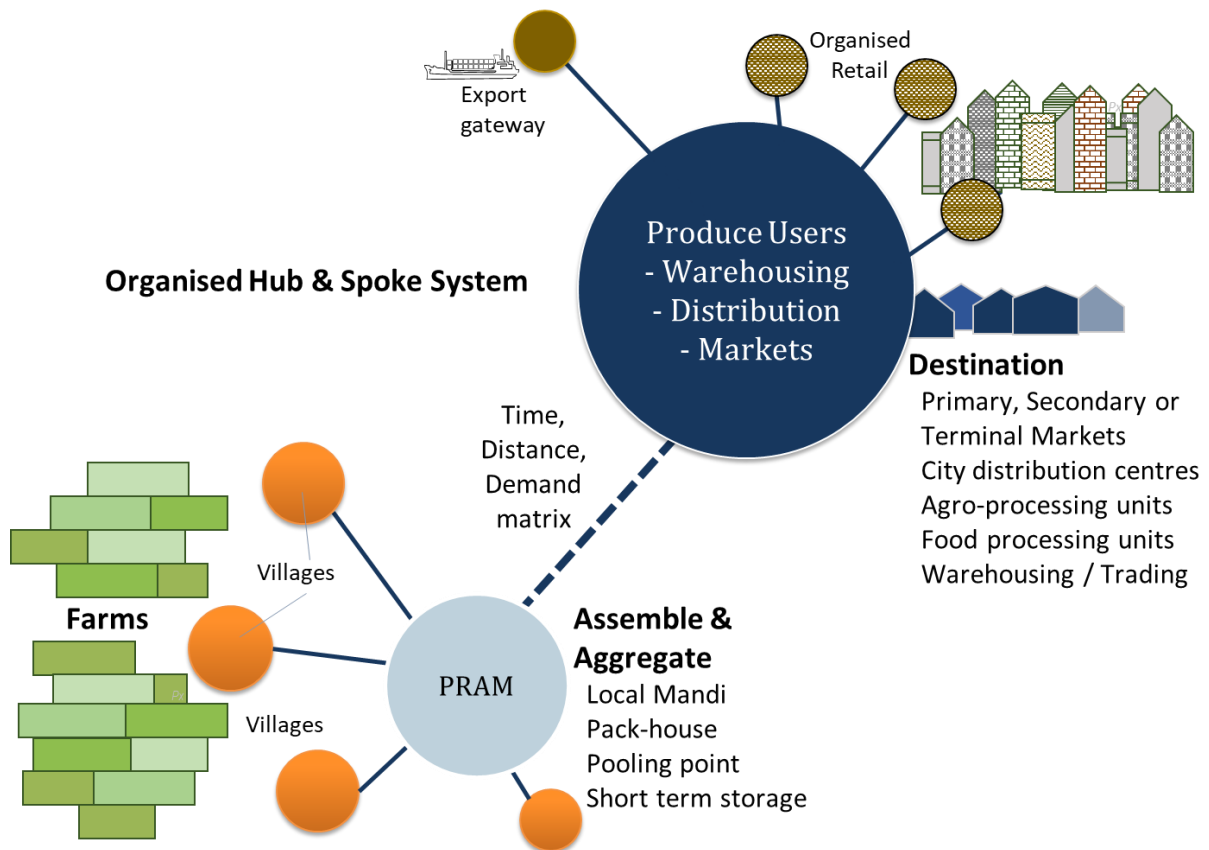 Export
gateway
Organised
Retail
Produce Users
- Warehousing
- Distribution
- Markets
Organised Hub & Spoke System
Destination
Primary, Secondary or
Terminal Markets
City distribution centres
Agro-processing units
Food processing units
Warehousing / Trading
Time,
Distance,
Demand
matrix
Villages
Farms
Villages
PRAM
Assemble &
Aggregate
Local Mandi
Pack-house
Pooling point
Short term storage